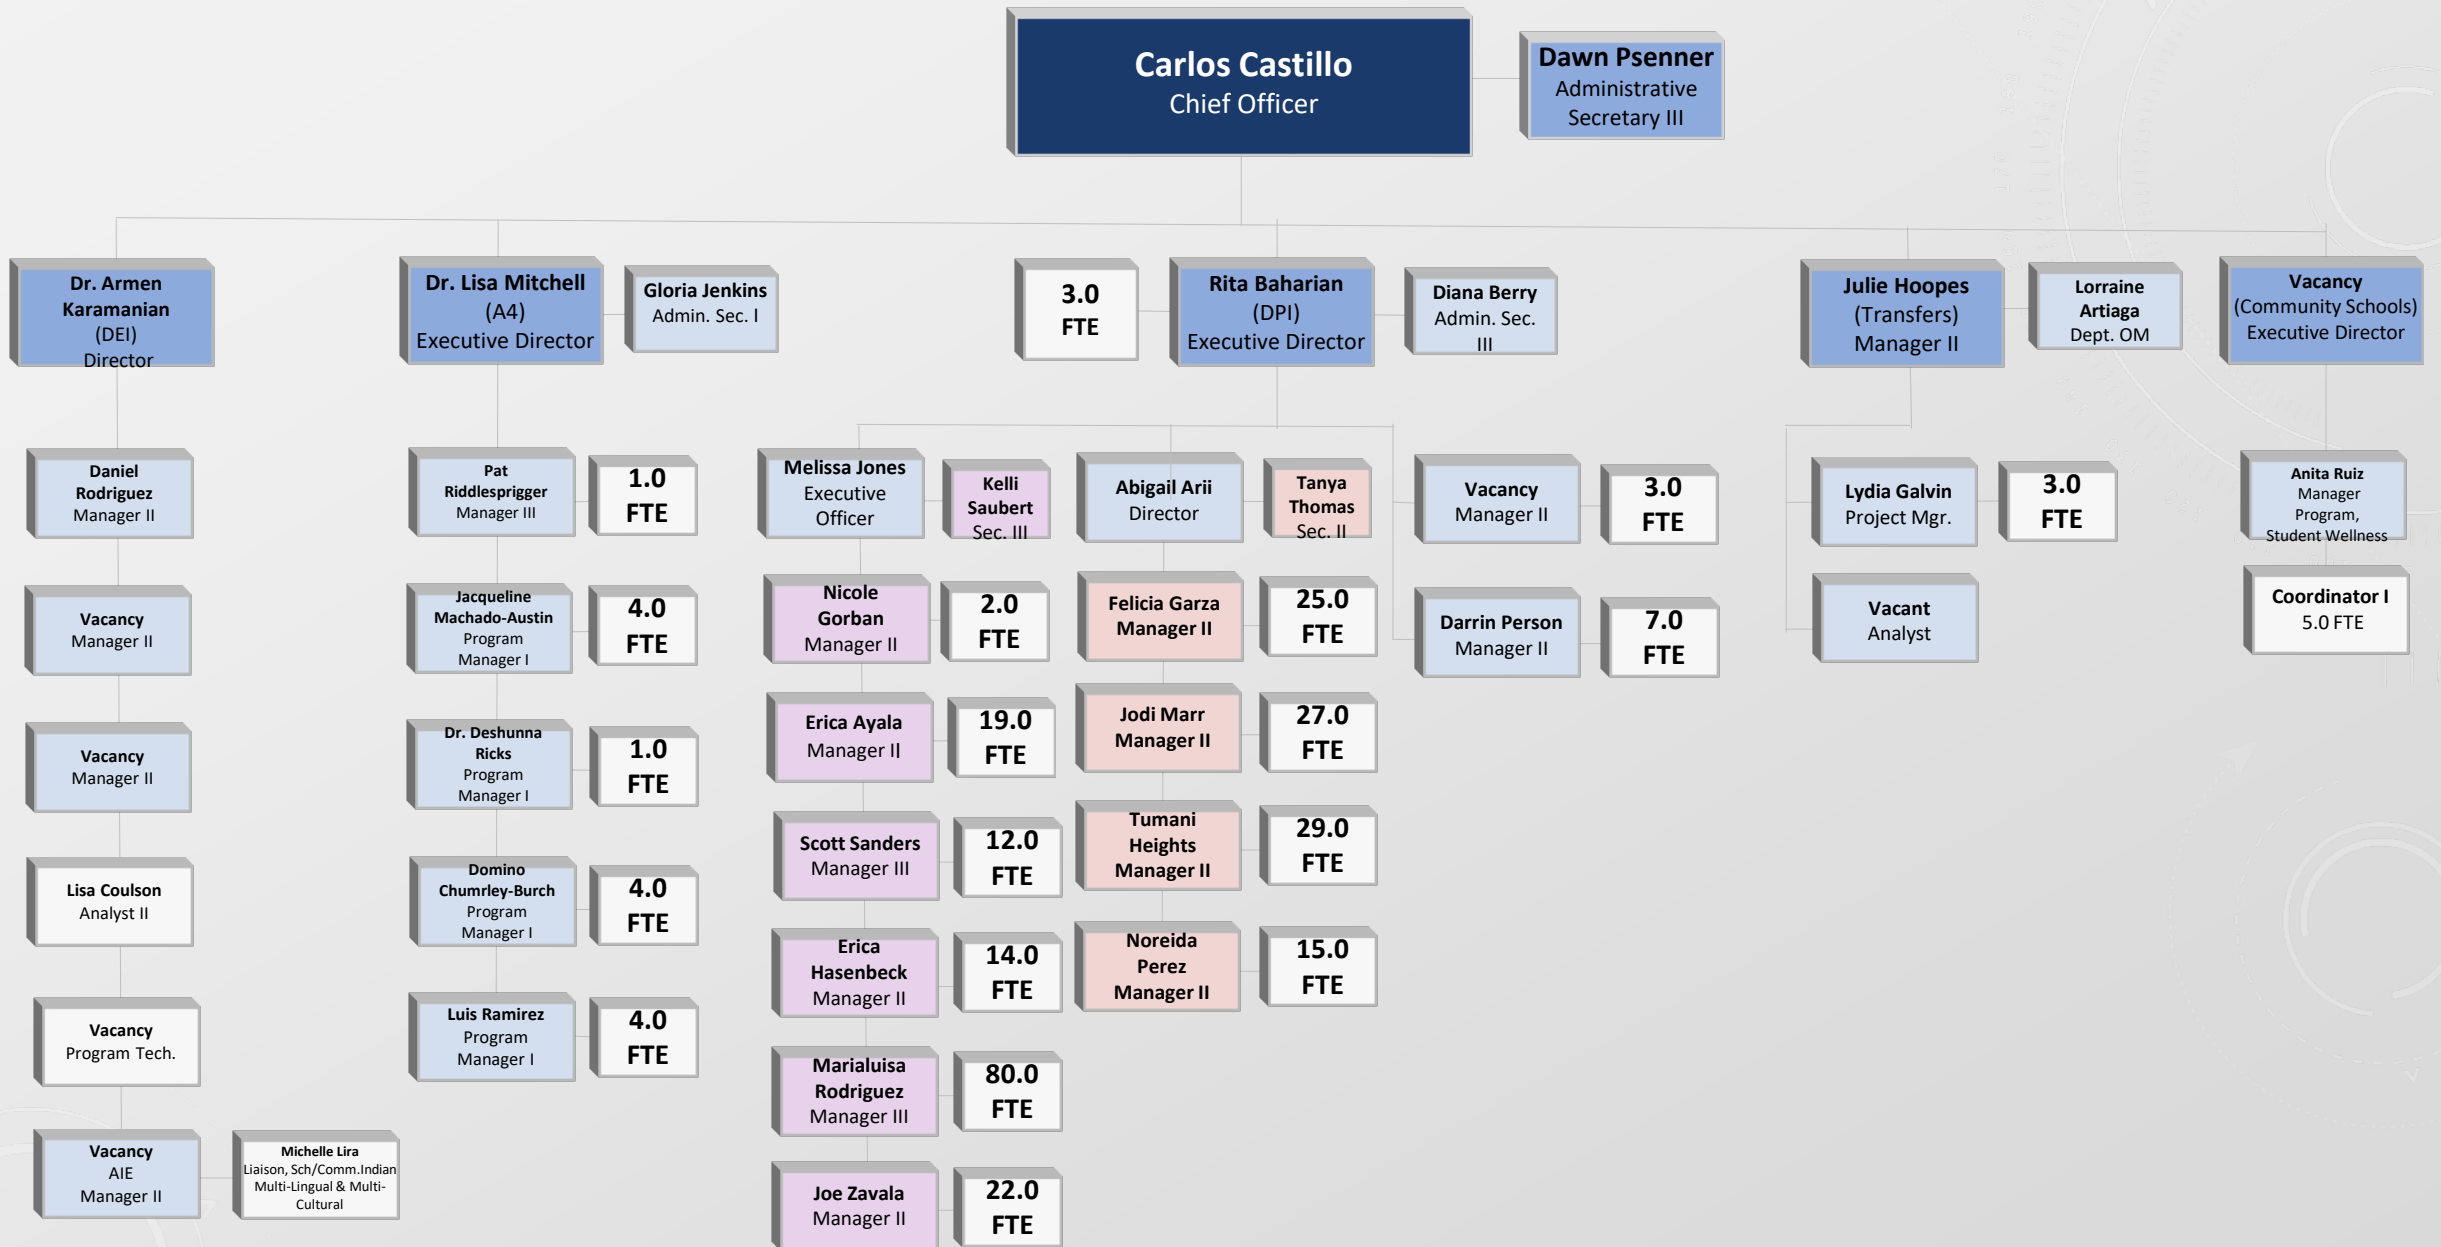 Carlos Castillo
Chief Officer
Dawn Psenner
Administrative
Secretary III
Dr. Armen
Karamanian
(DEI)
Director
Dr. Lisa Mitchell
(A4)
Executive Director
Gloria Jenkins
Admin. Sec. I
3.0
FTE
Rita Baharian
(DPI)
Executive Director
Diana Berry
Admin. Sec.
III
Julie Hoopes
(Transfers)
Manager II
Lorraine
Artiaga
Dept. OM
Vacancy
(Community Schools)
Executive Director
Daniel
Rodriguez
Manager II
Vacancy
Manager II
Vacancy
Manager II
Lisa Coulson
Analyst II
Vacancy
Program Tech.
Vacancy
AIE
Manager II
Michelle Lira
Liaison, Sch/Comm.Indian
Multi-Lingual & Multi-
Cultural
Pat
Riddlesprigger
Manager III
1.0
FTE
Jacqueline
Machado-Austin
Program
Manager I
4.0
FTE
Dr. Deshunna
Ricks
Program
Manager I
1.0
FTE
Domino
Chumrley-Burch
Program
Manager I
4.0
FTE
Luis Ramirez
Program
Manager I
4.0
FTE
Melissa Jones
Executive
Officer
Kelli
Saubert
Sec. III
Nicole
Gorban
Manager II
2.0
FTE
Erica Ayala
Manager II
19.0
FTE
Scott Sanders
Manager III
12.0
FTE
Erica
Hasenbeck
Manager II
14.0
FTE
Marialuisa
Rodriguez
Manager III
80.0
FTE
Joe Zavala
Manager II
22.0
FTE
Abigail Arii
Director
Tanya
Thomas
Sec. II
Felicia Garza
Manager II
25.0
FTE
Jodi Marr
Manager II
27.0
FTE
Tumani
Heights
Manager II
29.0
FTE
Noreida
Perez
Manager II
15.0
FTE
Vacancy
Manager II
3.0
FTE
Darrin Person
Manager II
7.0
FTE
Lydia Galvin
Project Mgr.
3.0
FTE
Vacant
Analyst
Anita Ruiz
Manager
Program,
Student Wellness
Coordinator I
5.0 FTE